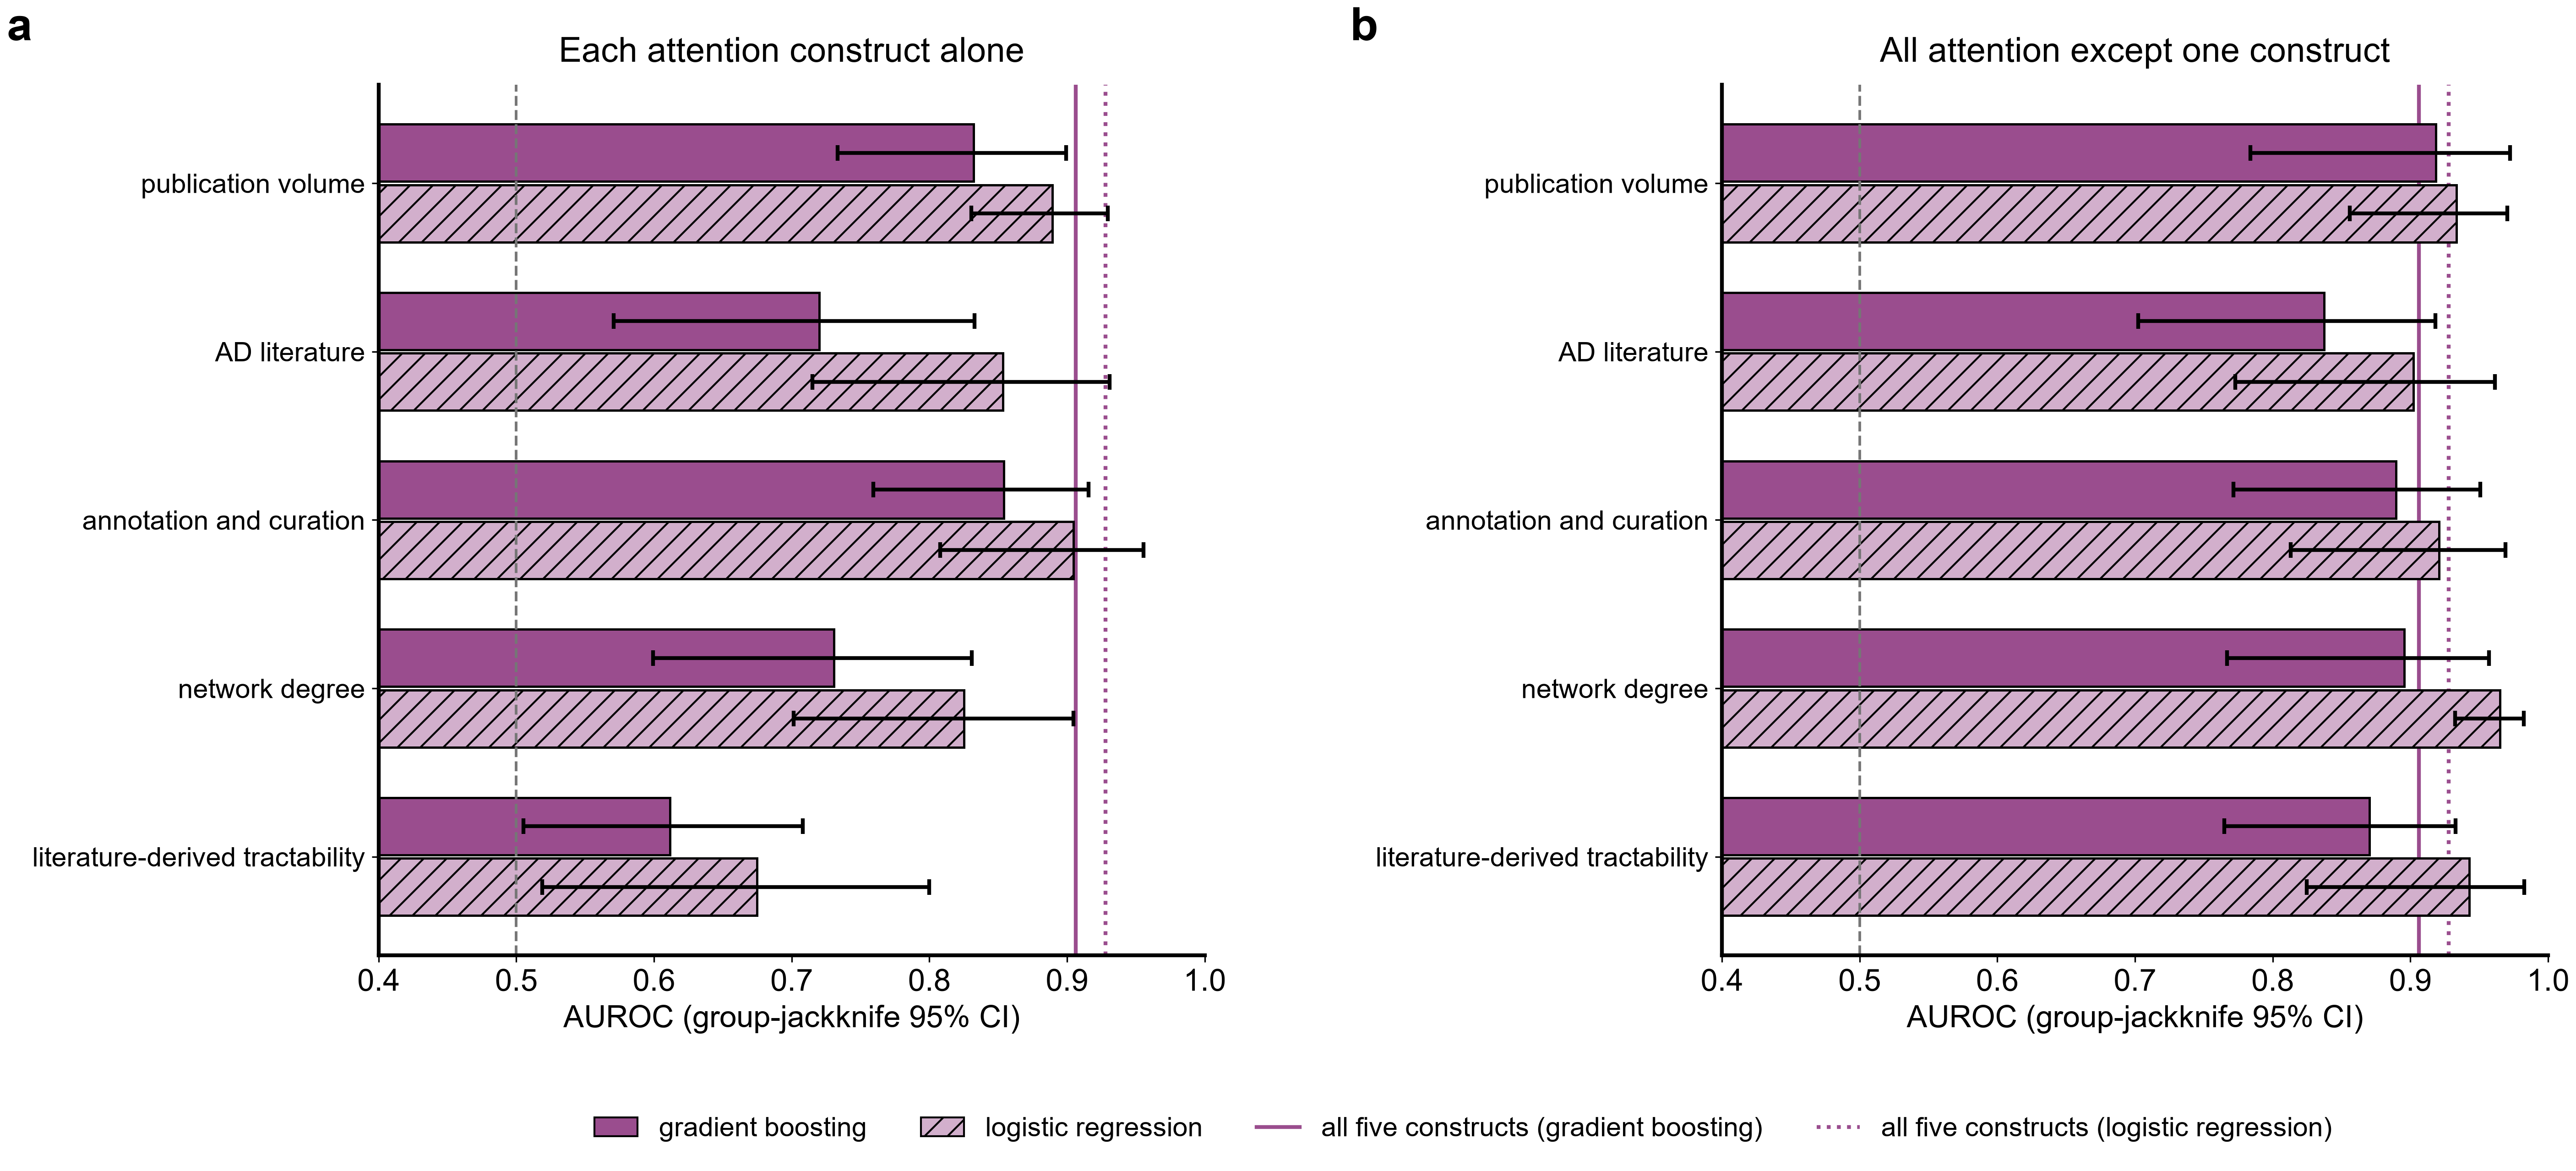 a
Each attention construct alone
publication volume
AD literature
annotation and curation
network degree
literature-derived tractability
0.4 0.5 0.6 0.7 0.8 0.9 1.0
AUROC (group-jackknife 95% CI)
b
All attention except one construct
publication volume
AD literature
annotation and curation
network degree
literature-derived tractability
0.4 0.5 0.6 0.7 0.8 0.9 1.0
AUROC (group-jackknife 95% CI)
gradient boosting logistic regression all five constructs (gradient boosting) all five constructs (logistic regression)